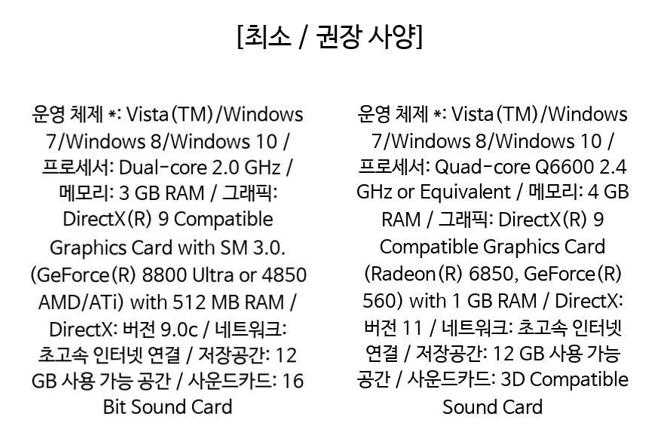 [최소 / 권장 사양]
운영 체제 *: Vista(TM)/Windows
7/Windows 8/Windows 10 /
프로세서: Dual-core 2.0 GHz /
메모리: 3 GB RAM / 그래픽:
DirectX(R) 9 Compatible
Graphics Card with SM 3.0.
(GeForce(R) 8800 Ultra or 4850
AMD/ATi) with 512 MB RAM /
DirectX: 버전 9.0c / 네트워크:
초고속 인터넷 연결 / 저장공간: 12
GB 사용 가능 공간 / 사운드카드: 16
Bit Sound Card
운영 체제 *: Vista(TM)/Windows
7/Windows 8/Windows 10 /
프로세서: Quad-core Q6600 2.4
GHz or Equivalent / 메모리: 4 GB
RAM / 그래픽: DirectX(R) 9
Compatible Graphics Card
(Radeon(R) 6850, GeForce(R)
560) with 1 GB RAM / DirectX:
버전 11 / 네트워크: 초고속 인터넷
연결 / 저장공간: 12 GB 사용 가능
공간 / 사운드카드: 3D Compatible
Sound Card